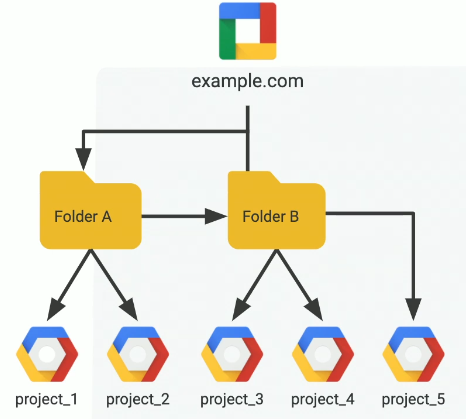 example.com
Folder A
Folder B
project_1
project_2
project_3
project_4
project_5